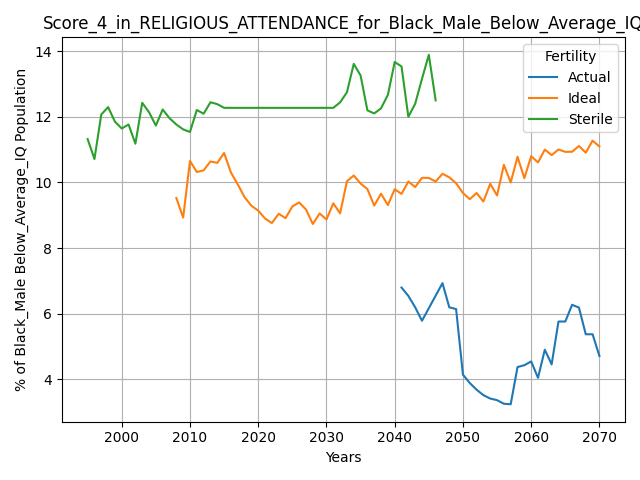 Score_4_in_RELIGIOUS_ATTENDANCE_for_Black_Male_Below_Average_IQ
Fertility
Actual
Ideal
Sterile
% of Black_Male Below_Average_IQ Population
14
12
10
8
6
4
2000 2010 2020 2030 2040 2050 2060 2070
Years